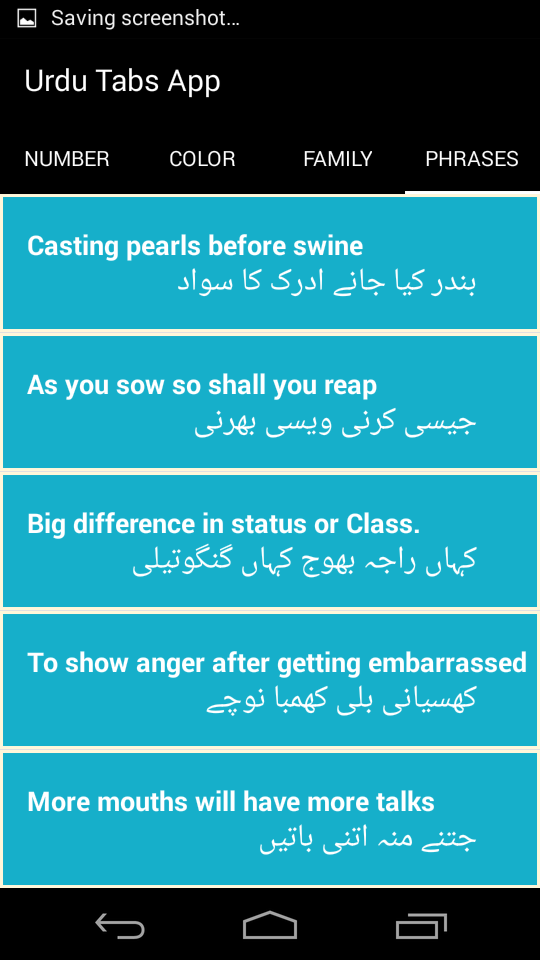 Saving screenshot...
Urdu Tabs App
NUMBER COLOR FAMILY PHRASES
Casting pearls before swine
بندر کیا جانے ادرک کا سواد
As you sow so shall you reap
جیسی کرنی ویسی بھرنی
Big difference in status or Class.
کہاں راجہ بھوج کہاں گنگوتیلی
To show anger after getting embarrassed
کھسیانی بلی کھمبا نوچے
More mouths will have more talks
جتنے منہ اتنی باتیں